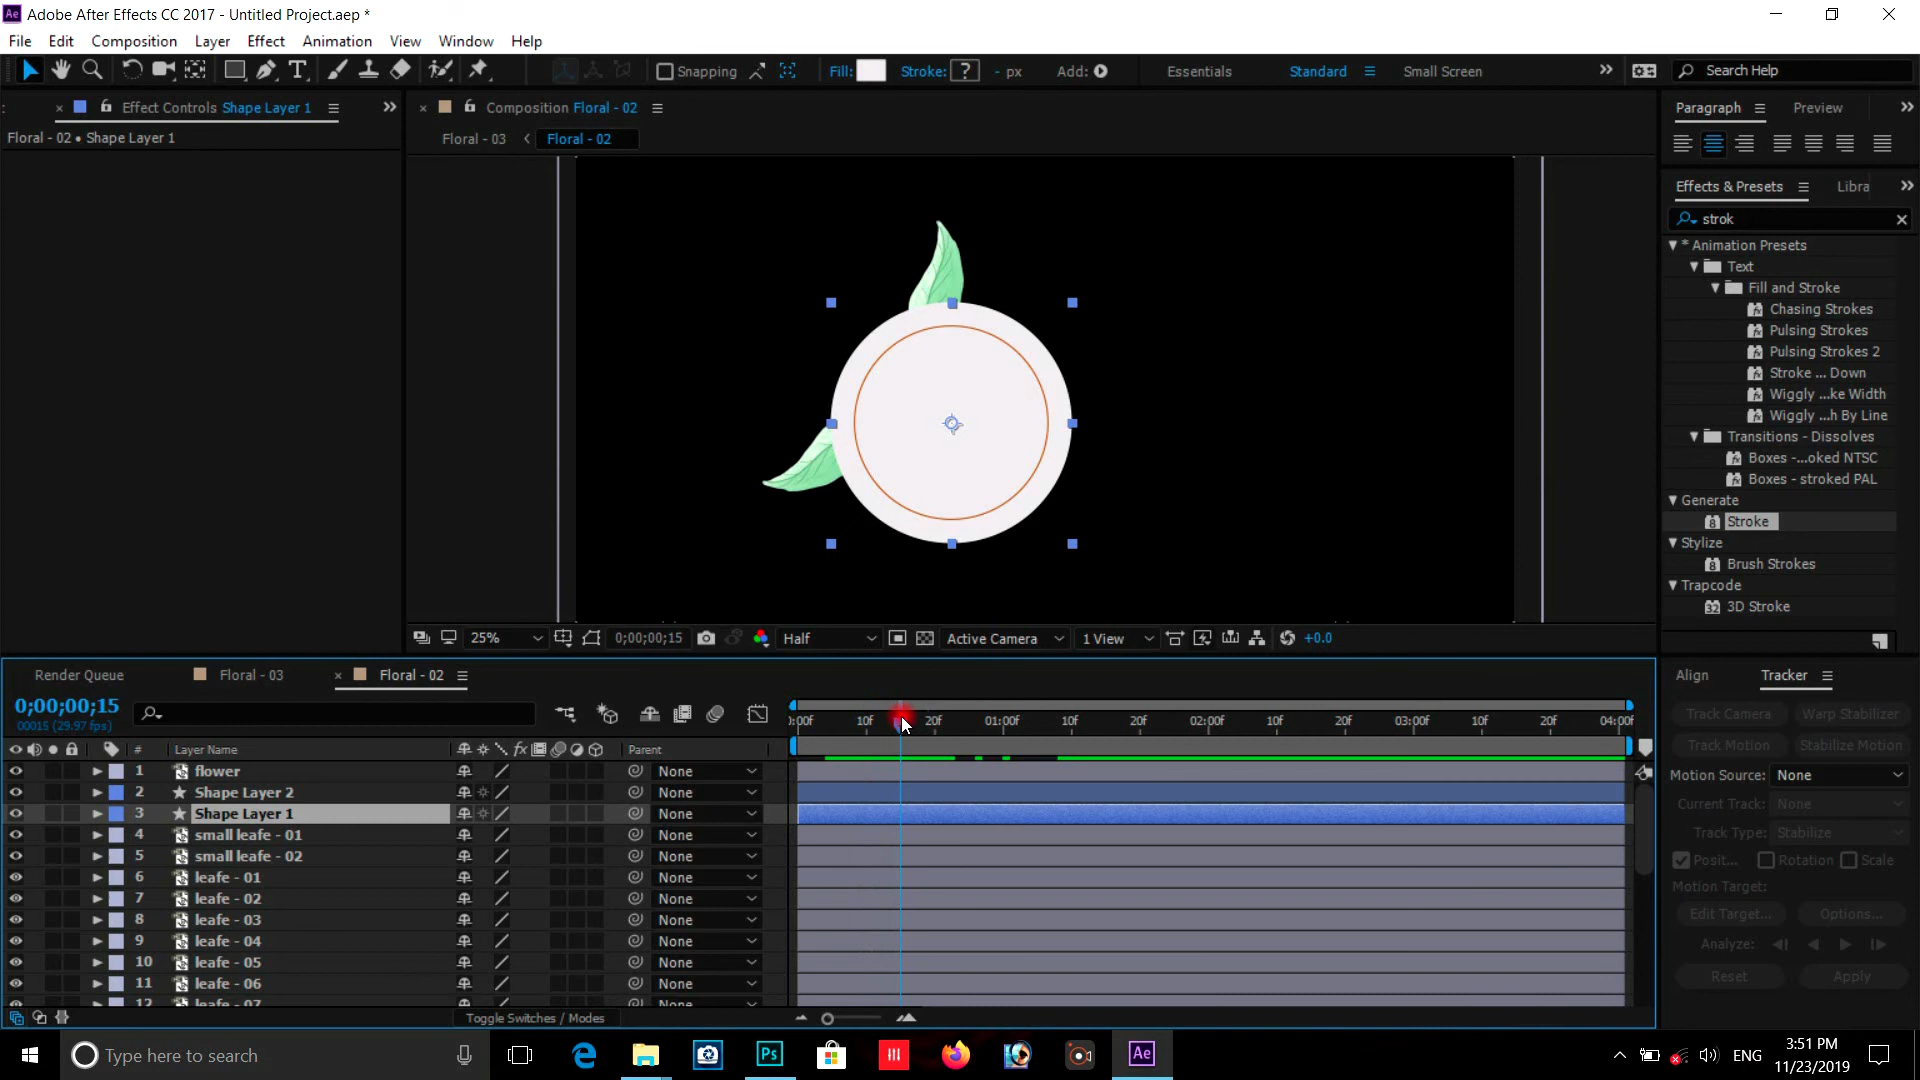 Adobe After Effects CC 2017 - Untitled Project.aep *
File Edit Composition Layer Effect Animation View Window Help
Snapping Fill: Stroke: ? - px Add: Essentials Standard Small Screen Search Help
Effect Controls Shape Layer 1
Composition Floral - 02
Paragraph Preview
Floral - 02 • Shape Layer 1
Floral - 03 Floral - 02
Effects & Presets Libra
strok
* Animation Presets
Text
Fill and Stroke
Chasing Strokes
Pulsing Strokes
Pulsing Strokes 2
Stroke ... Down
Wiggly ...ke Width
Wiggly ...h By Line
Transitions - Dissolves
Boxes -...oked NTSC
Boxes - stroked PAL
Generate
Stroke
Stylize
Brush Strokes
Trapcode
3D Stroke
25% 0;00;00;15 Half Active Camera 1 View +0.0
Render Queue Floral - 03 Floral - 02
0;00;00;15
00015 (29.97 fps)
0:00f 10f 20f 01:00f 10f 20f 02:00f 10f 20f 03:00f 10f 20f 04:00f
# Layer Name Parent
1 flower None
2 Shape Layer 2 None
3 Shape Layer 1 None
4 small leafe - 01 None
5 small leafe - 02 None
6 leafe - 01 None
7 leafe - 02 None
8 leafe - 03 None
9 leafe - 04 None
10 leafe - 05 None
11 leafe - 06 None
12 leafe - 07 None
Toggle Switches / Modes
Align Tracker
Track Camera Warp Stabilizer
Track Motion Stabilize Motion
Motion Source: None
Current Track: None
Track Type: Stabilize
Posit... Rotation Scale
Motion Target:
Edit Target... Options...
Analyze:
Reset Apply
Type here to search
Ps
Ae
ENG
3:51 PM
11/23/2019